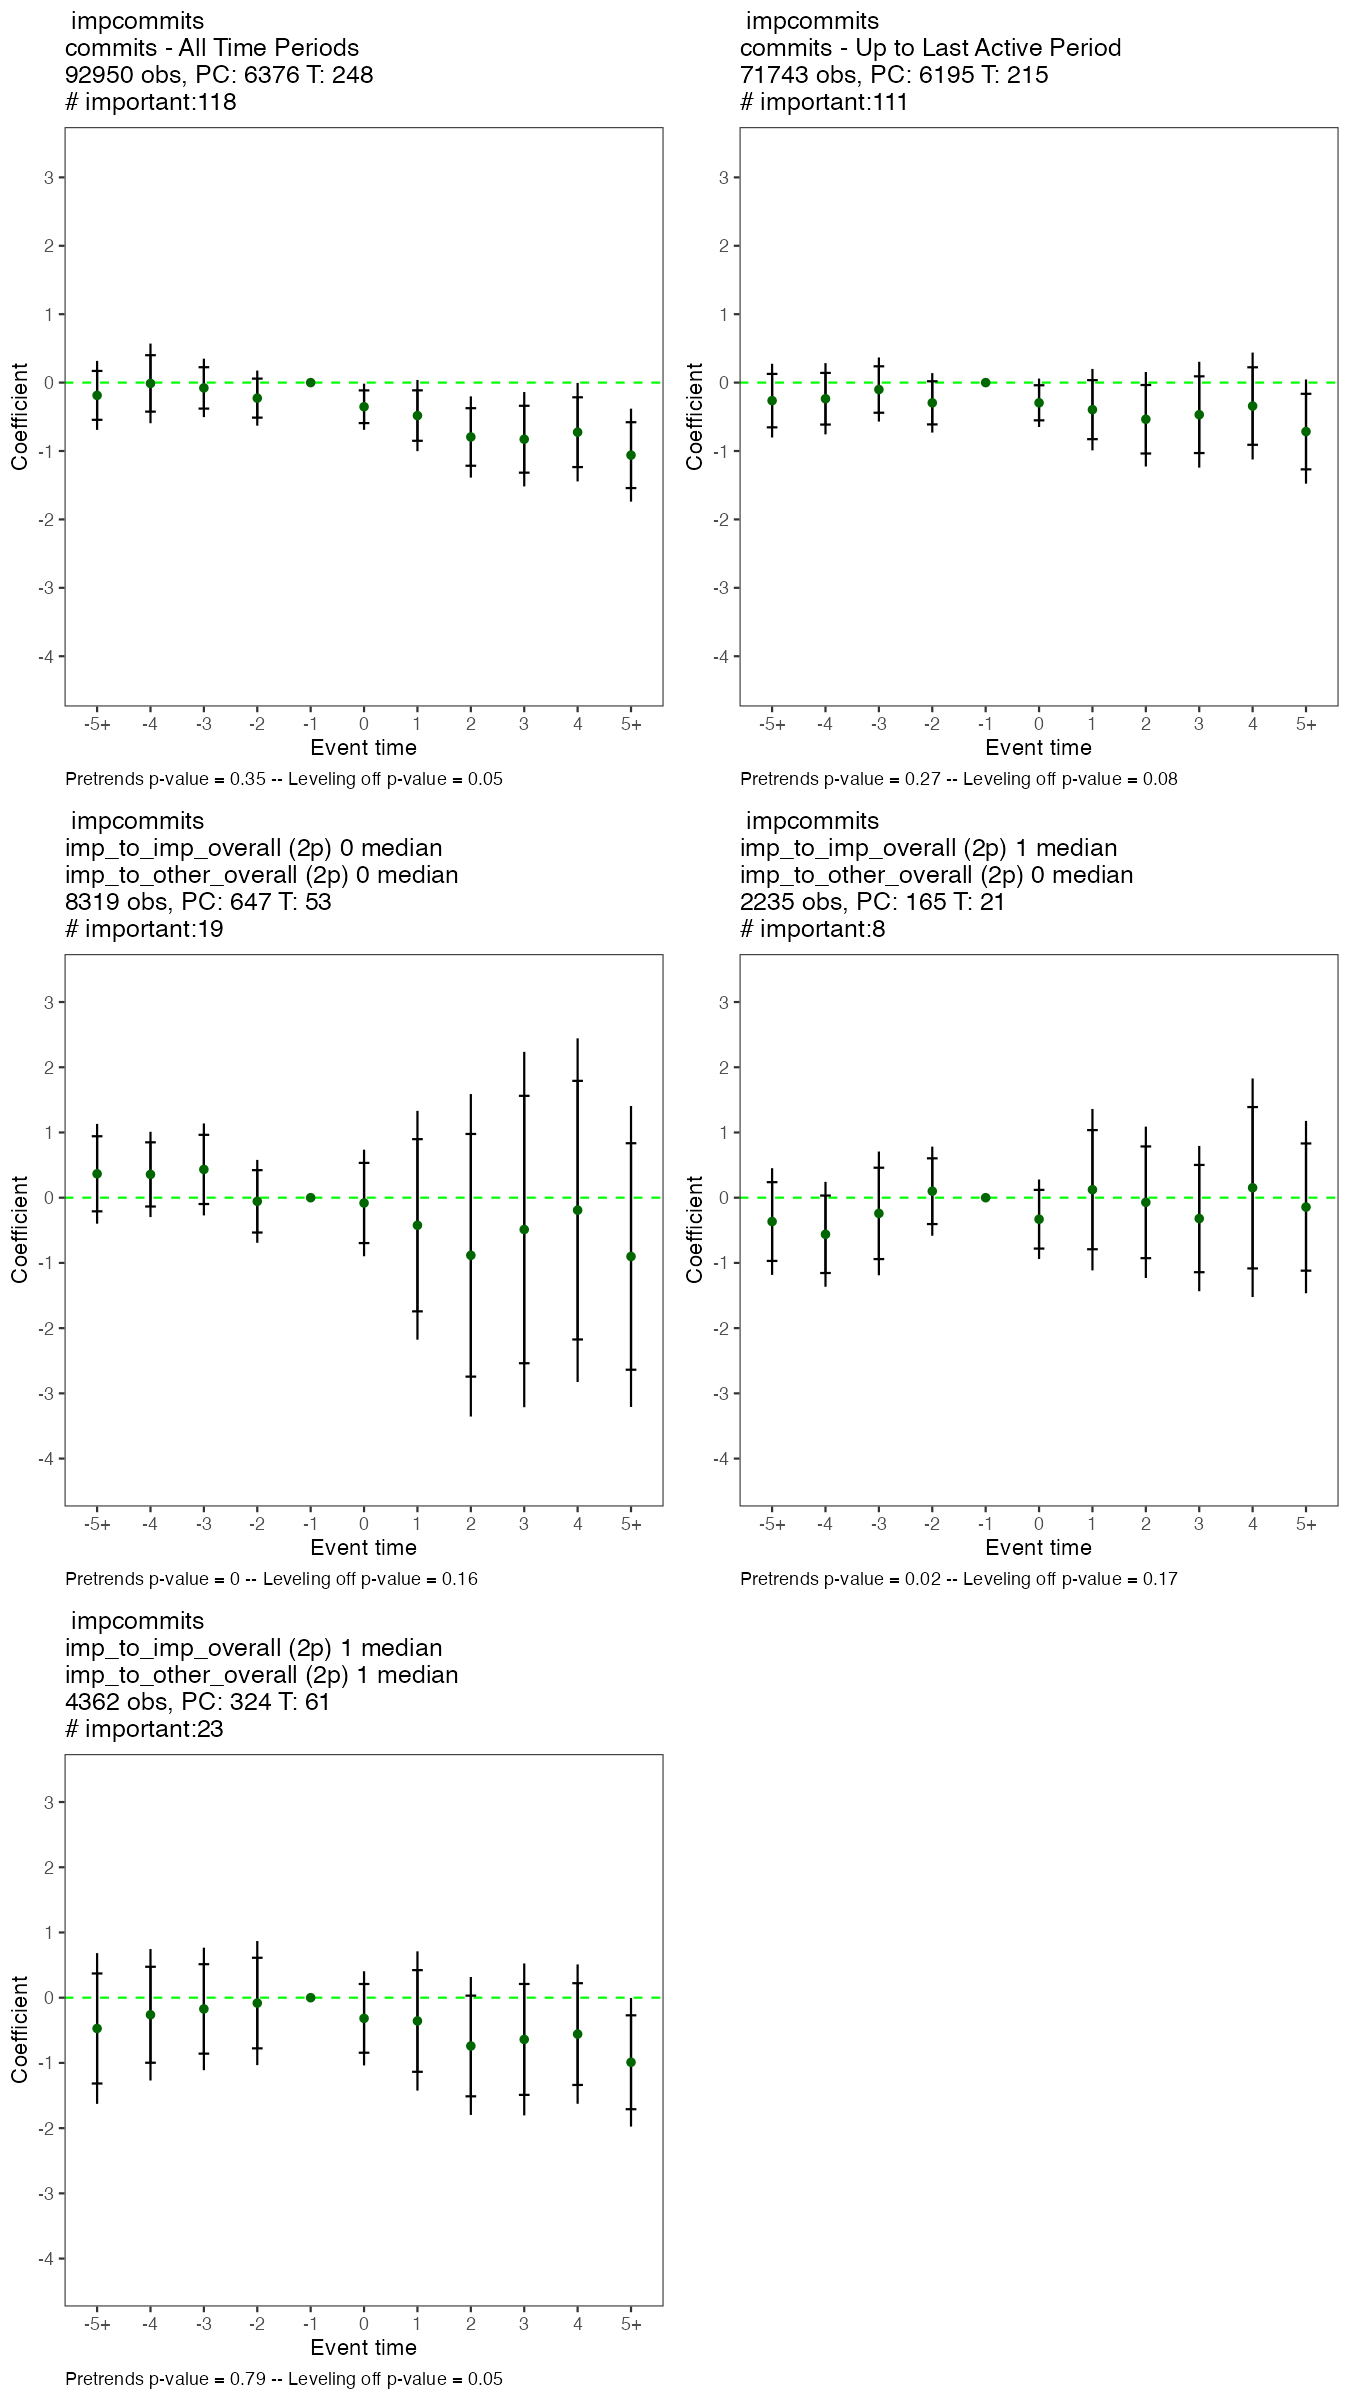 impcommits
commits - All Time Periods
92950 obs, PC: 6376 T: 248
# important:118
3
2
1
0
-1
-2
-3
-4
Coefficient
-5+ -4 -3 -2 -1 0 1 2 3 4 5+
Event time
Pretrends p-value = 0.35 -- Leveling off p-value = 0.05
impcommits
commits - Up to Last Active Period
71743 obs, PC: 6195 T: 215
# important:111
3
2
1
0
-1
-2
-3
-4
Coefficient
-5+ -4 -3 -2 -1 0 1 2 3 4 5+
Event time
Pretrends p-value = 0.27 -- Leveling off p-value = 0.08
impcommits
imp_to_imp_overall (2p) 0 median
imp_to_other_overall (2p) 0 median
8319 obs, PC: 647 T: 53
# important:19
3
2
1
0
-1
-2
-3
-4
Coefficient
-5+ -4 -3 -2 -1 0 1 2 3 4 5+
Event time
Pretrends p-value = 0 -- Leveling off p-value = 0.16
impcommits
imp_to_imp_overall (2p) 1 median
imp_to_other_overall (2p) 0 median
2235 obs, PC: 165 T: 21
# important:8
3
2
1
0
-1
-2
-3
-4
Coefficient
-5+ -4 -3 -2 -1 0 1 2 3 4 5+
Event time
Pretrends p-value = 0.02 -- Leveling off p-value = 0.17
impcommits
imp_to_imp_overall (2p) 1 median
imp_to_other_overall (2p) 1 median
4362 obs, PC: 324 T: 61
# important:23
3
2
1
0
-1
-2
-3
-4
Coefficient
-5+ -4 -3 -2 -1 0 1 2 3 4 5+
Event time
Pretrends p-value = 0.79 -- Leveling off p-value = 0.05